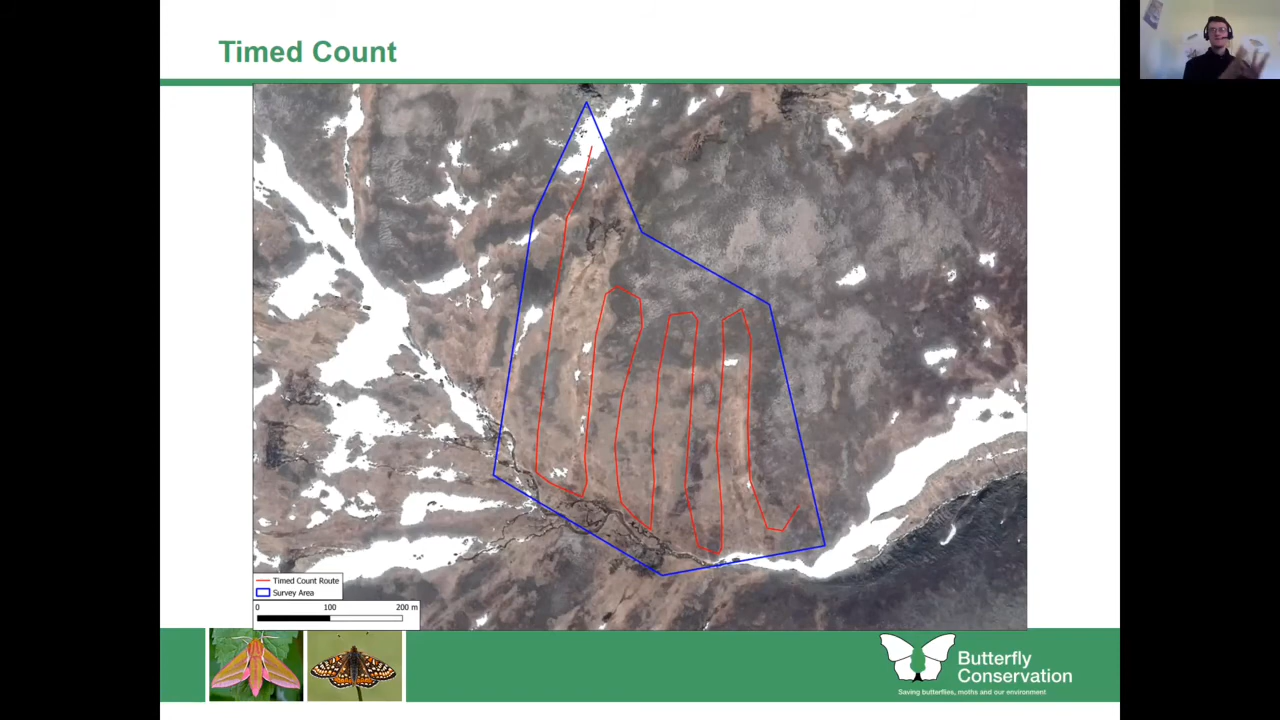 Timed Count
Timed Count Route
Survey Area
0 100 200 m
Butterfly
Conservation
Saving butterflies, moths and our environment